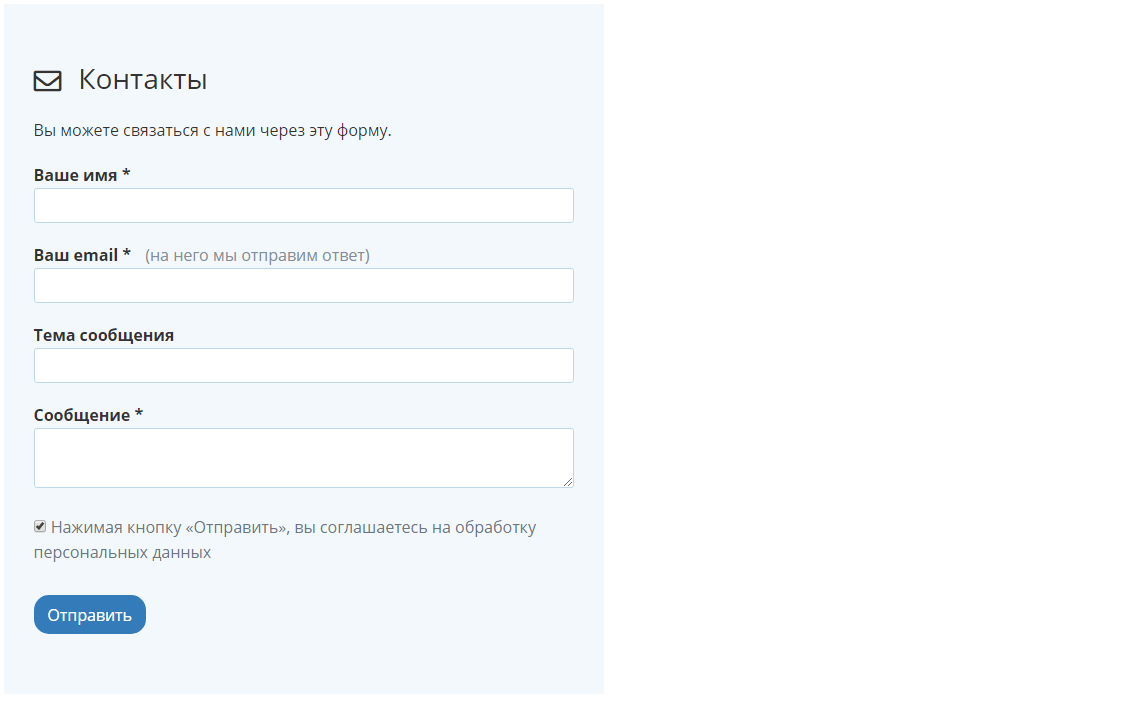 Контакты
Вы можете связаться с нами через эту форму.
Ваше имя *
Ваш email * (на него мы отправим ответ)
Тема сообщения
Сообщение *
Нажимая кнопку «Отправить», вы соглашаетесь на обработку
персональных данных
Отправить